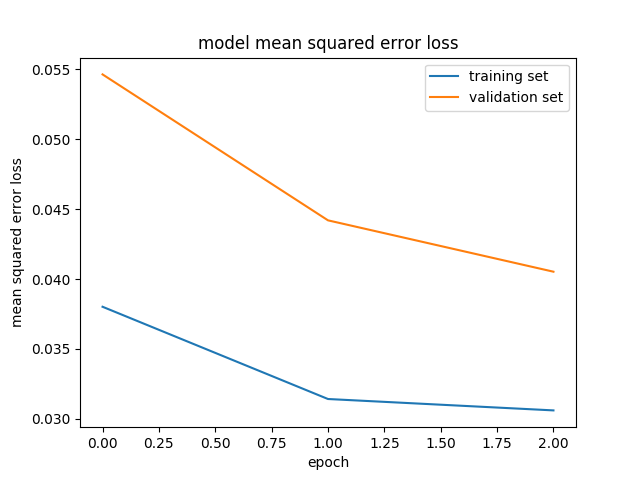 model mean squared error loss
training set
validation set
mean squared error loss
0.055
0.050
0.045
0.040
0.035
0.030
0.00 0.25 0.50 0.75 1.00 1.25 1.50 1.75 2.00
epoch